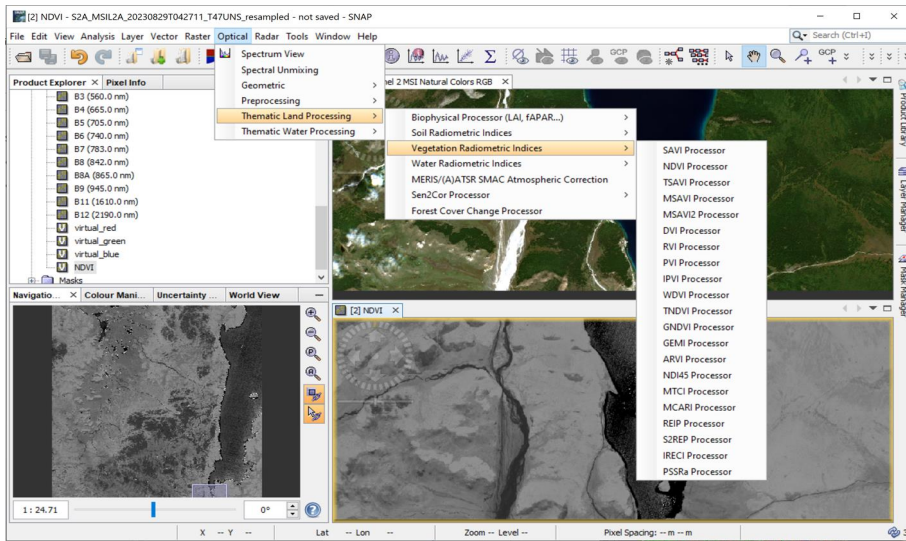 [2] NDVI - S2A_MSIL2A_20230829T042711_T47UNS_resampled - not saved - SNAP
File Edit View Analysis Layer Vector Raster Optical Radar Tools Window Help
Search (Ctrl+I)
GCP
GCP
Product Explorer × Pixel Info
B3 (560.0 nm)
B4 (665.0 nm)
B5 (705.0 nm)
B6 (740.0 nm)
B7 (783.0 nm)
B8 (842.0 nm)
B8A (865.0 nm)
B9 (945.0 nm)
B11 (1610.0 nm)
B12 (2190.0 nm)
virtual_red
virtual_green
virtual_blue
NDVI
Masks
Spectrum View
Spectral Unmixing
Geometric
Preprocessing
Thematic Land Processing
Thematic Water Processing
nel 2 MSI Natural Colors RGB
Biophysical Processor (LAI, fAPAR...)
Soil Radiometric Indices
Vegetation Radiometric Indices
Water Radiometric Indices
MERIS/(A)ATSR SMAC Atmospheric Correction
Sen2Cor Processor
Forest Cover Change Processor
SAVI Processor
NDVI Processor
TSAVI Processor
MSAVI Processor
MSAVI2 Processor
DVI Processor
RVI Processor
PVI Processor
IPVI Processor
WDVI Processor
TNDVI Processor
GNDVI Processor
GEMI Processor
ARVI Processor
NDI45 Processor
MTCI Processor
MCARI Processor
REIP Processor
S2REP Processor
IRECI Processor
PSSRa Processor
Product Library
Layer Manager
Mask Manager
Navigatio... × Colour Mani... Uncertainty ... World View
[2] NDVI ×
1 : 24.71
0°
X -- Y -- Lat -- Lon -- Zoom -- Level -- Pixel Spacing: -- m -- m